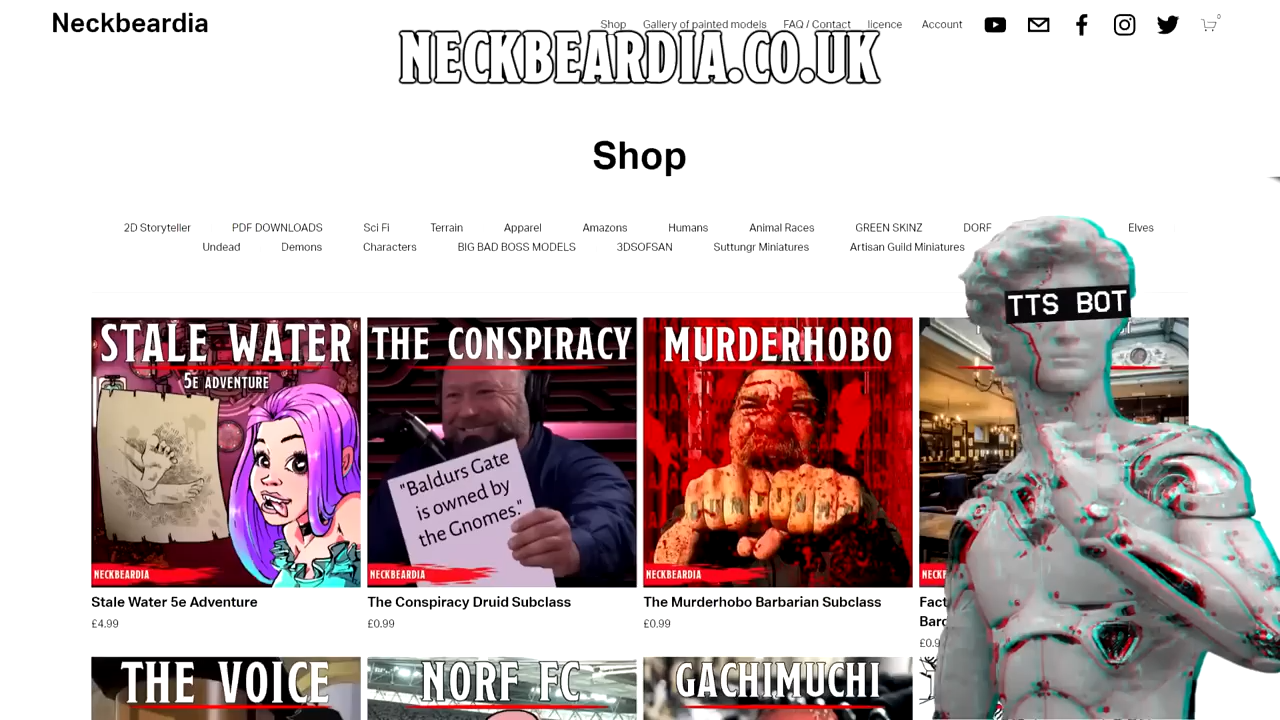 Neckbeardia
Shop Gallery of painted models FAQ / Contact licence Account
0
NECKBEARDIA.CO.UK
Shop
2D Storyteller PDF DOWNLOADS Sci Fi Terrain Apparel Amazons Humans Animal Races GREEN SKINZ DORF Elves
Undead Demons Characters BIG BAD BOSS MODELS 3DSOFSAN Suttungr Miniatures Artisan Guild Miniatures
TTS BOT
STALE WATER
5E ADVENTURE
NECKBEARDIA
THE CONSPIRACY
"Baldurs Gate
is owned by
the Gnomes."
NECKBEARDIA
MURDERHOBO
NECKBEARDIA
Stale Water 5e Adventure
£4.99
The Conspiracy Druid Subclass
£0.99
The Murderhobo Barbarian Subclass
£0.99
THE VOICE
NORF FC
GACHIMUCHI